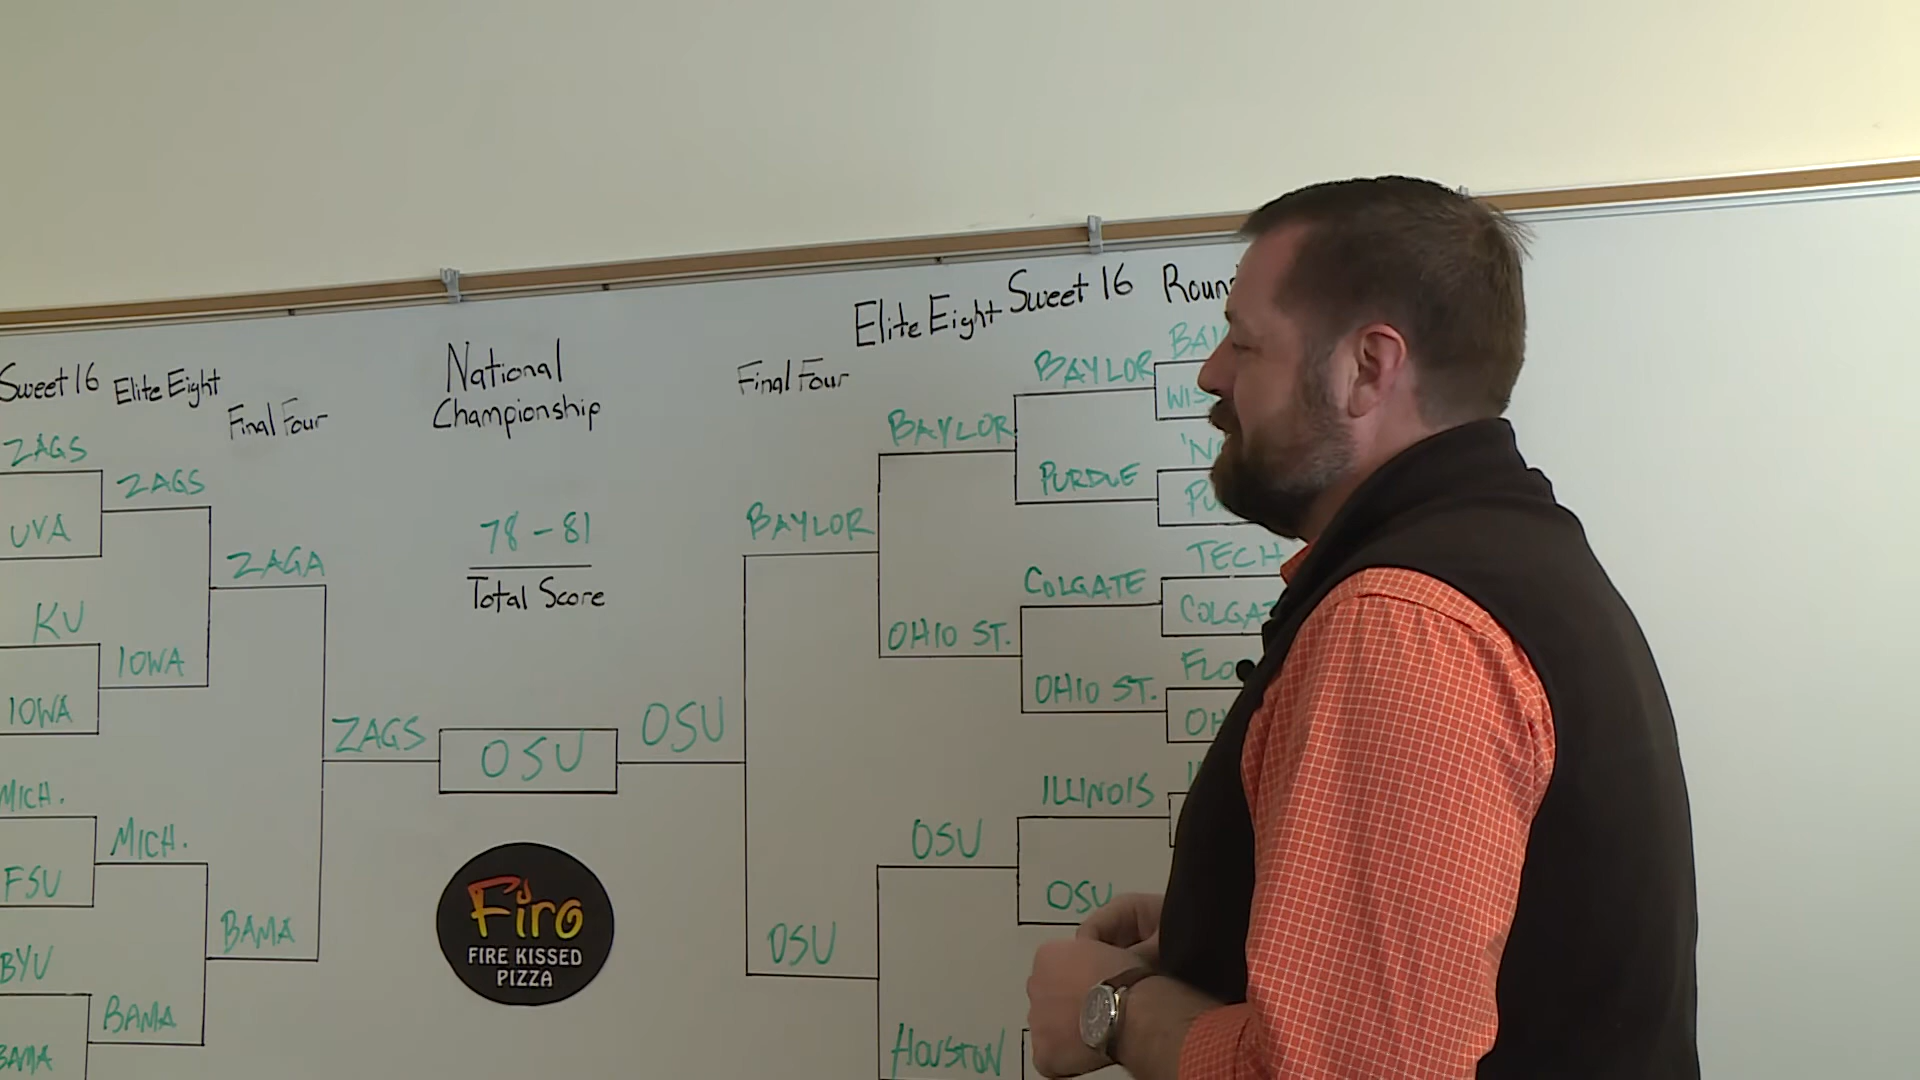 Sweet 16
Elite Eight
Final Four
National
Championship
Final Four
Elite Eight
Sweet 16
ZAGS
UVA
KU
IOWA
MICH.
FSU
BYU
BAMA
ZAGS
IOWA
MICH.
BAMA
ZAGA
BAMA
ZAGS
78 - 81
Total Score
OSU
Firo
FIRE KISSED
PIZZA
OSU
BAYLOR
OSU
BAYLOR
OHIO ST.
OSU
HOUSTON
BAYLOR
PURDUE
COLGATE
OHIO ST.
ILLINOIS
OSU
TECH